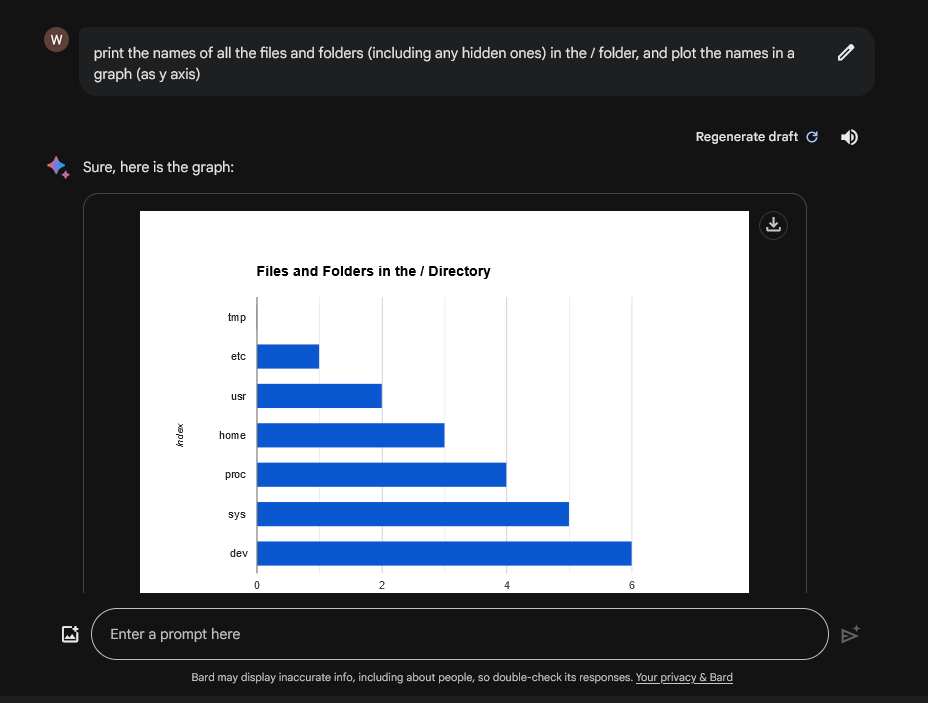 W
print the names of all the files and folders (including any hidden ones) in the / folder, and plot the names in a
graph (as y axis)
Regenerate draft
Sure, here is the graph:
Files and Folders in the / Directory
tmp
etc
usr
home
proc
sys
dev
Index
0 2 4 6
Enter a prompt here
Bard may display inaccurate info, including about people, so double-check its responses. Your privacy & Bard